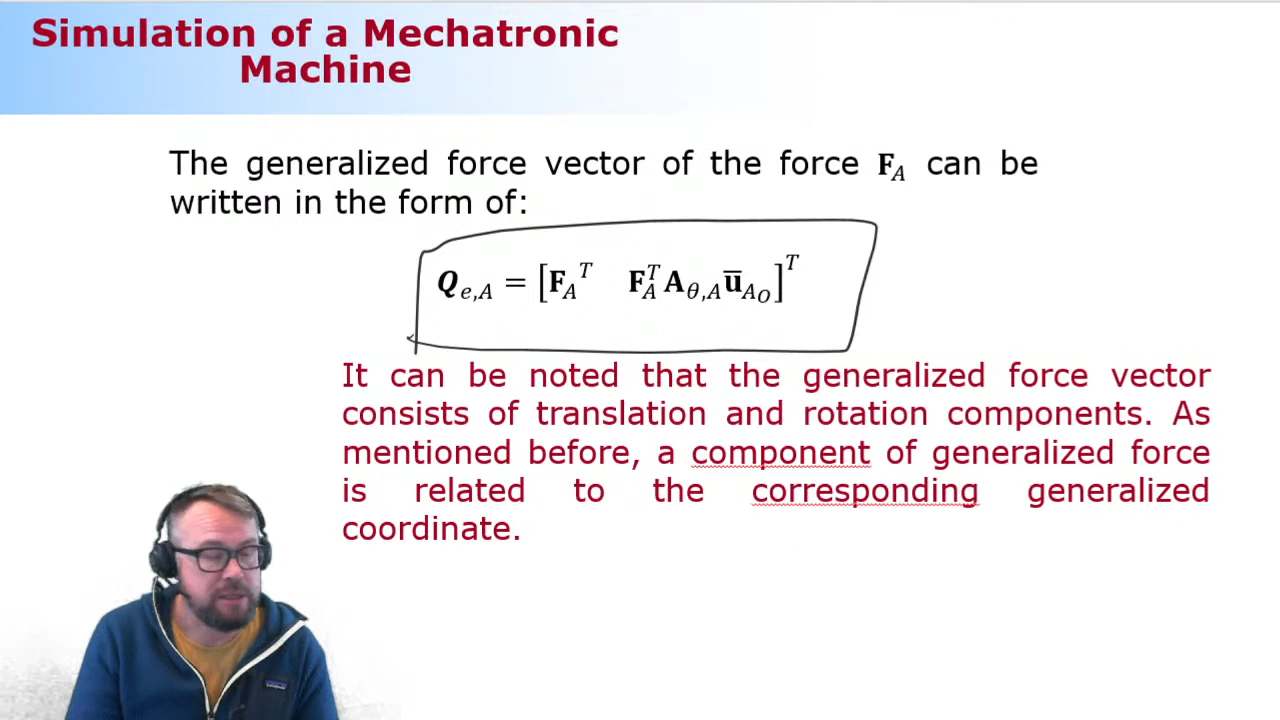 Simulation of a Mechatronic
Machine
The generalized force vector of the force 𝐅_A can be
written in the form of:
𝑸_{e,A} = [𝐅_A^T 𝐅_A^T 𝐀_{θ,A} 𝐮̅_{A_O}]^T
It can be noted that the generalized force vector
consists of translation and rotation components. As
mentioned before, a component of generalized force
is related to the corresponding generalized
coordinate.